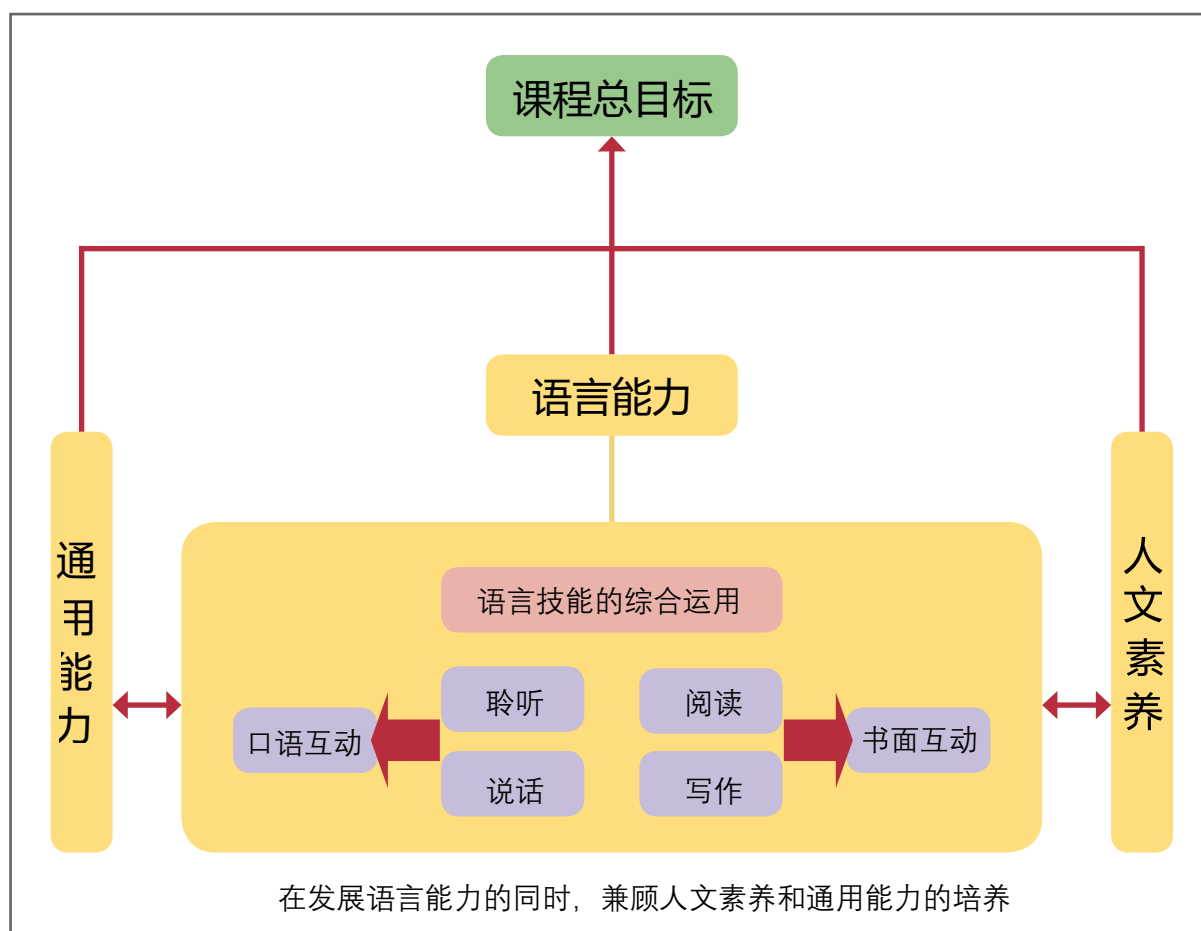 课程总目标
语言能力
通用能力
人文素养
语言技能的综合运用
聆听
阅读
口语互动
书面互动
说话
写作
在发展语言能力的同时，兼顾人文素养和通用能力的培养